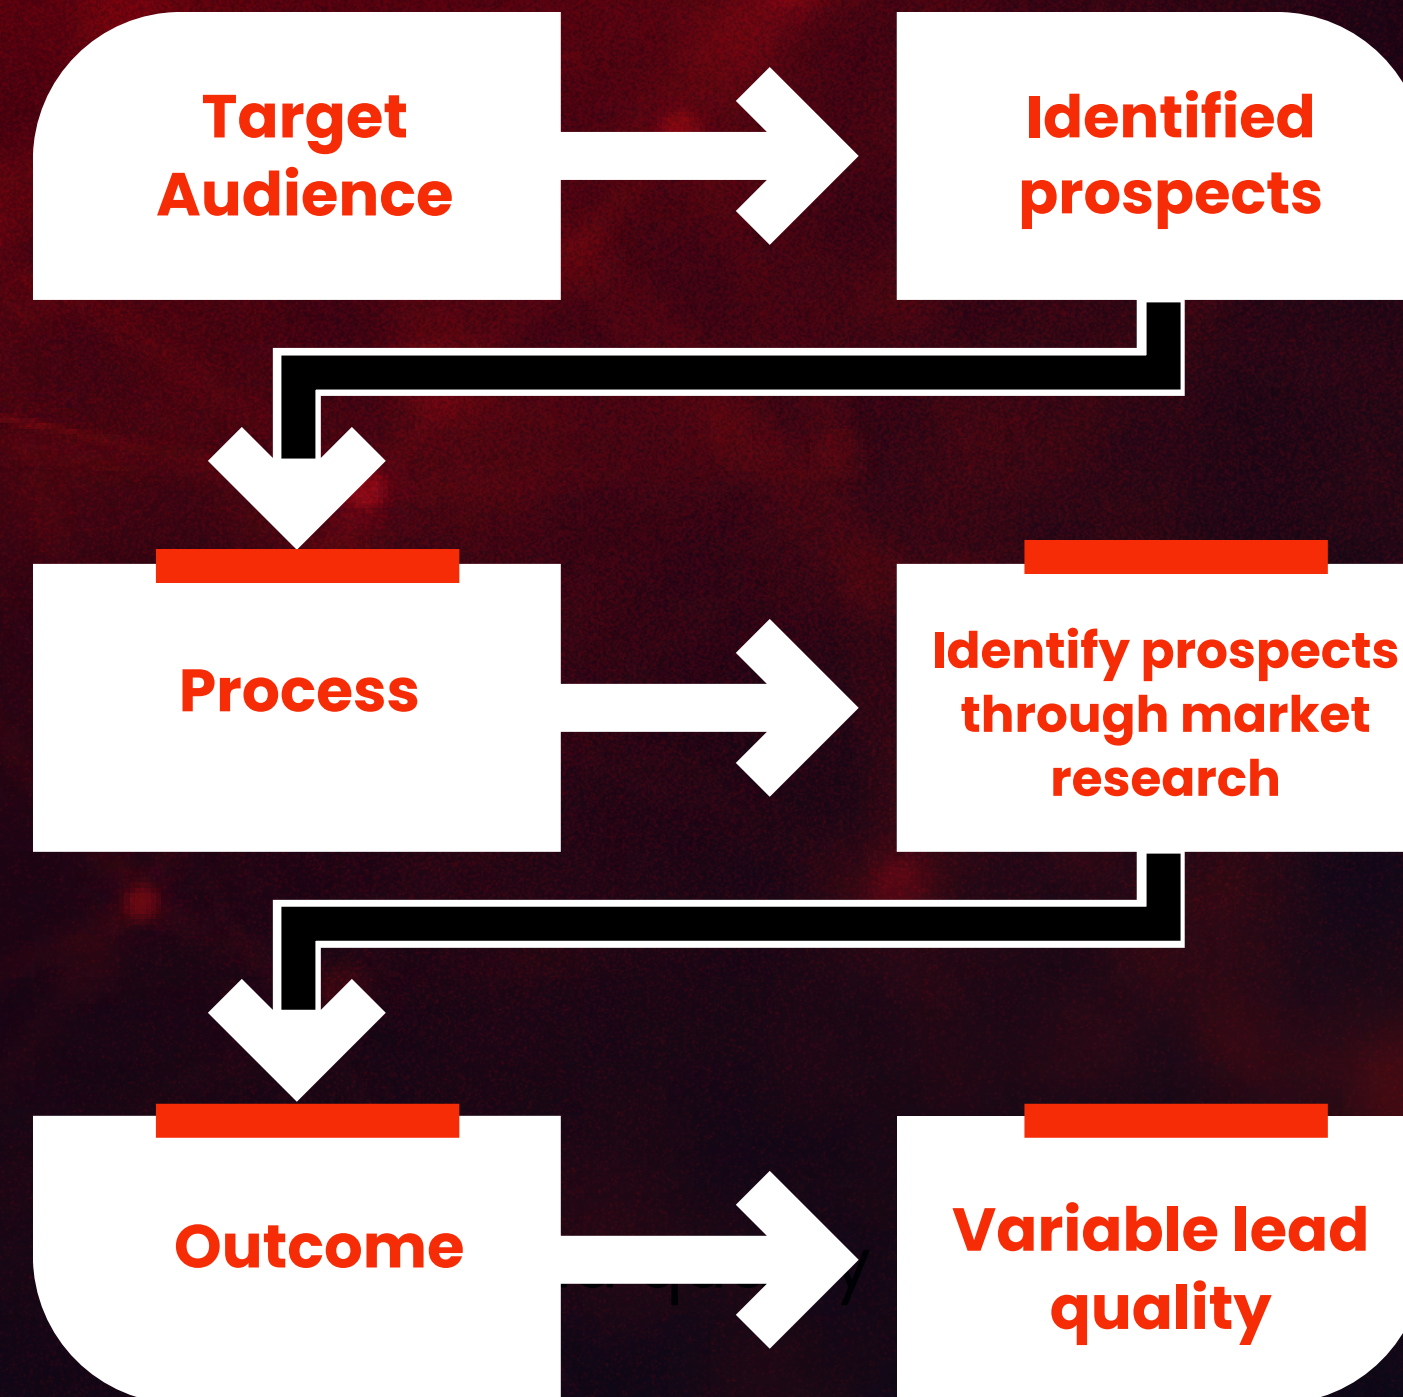 Target
Audience
Identified
prospects
Process
Identify prospects
through market
research
Outcome
Variable lead
quality